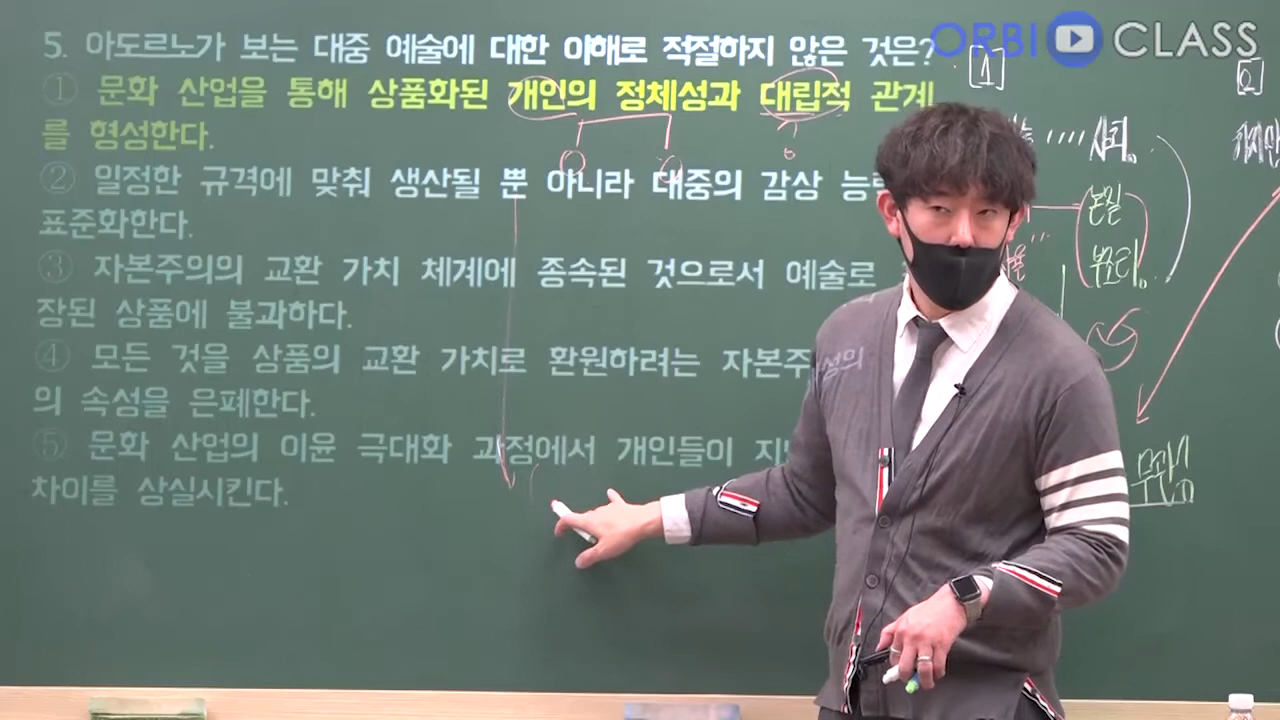 ORBI CLASS
5. 아도르노가 보는 대중 예술에 대한 이해로 적절하지 않은 것은?
① 문화 산업을 통해 상품화된 개인의 정체성과 대립적 관계
를 형성한다.
② 일정한 규격에 맞춰 생산될 뿐 아니라 대중의 감상
표준화한다.
③ 자본주의의 교환 가치 체계에 종속된 것으로서 예술로
장된 상품에 불과하다.
④ 모든 것을 상품의 교환 가치로 환원하려는
의 속성을 은폐한다.
⑤ 문화 산업의 이윤 극대화 과정에서 개인들이
차이를 상실시킨다.
[1]
사회
본질